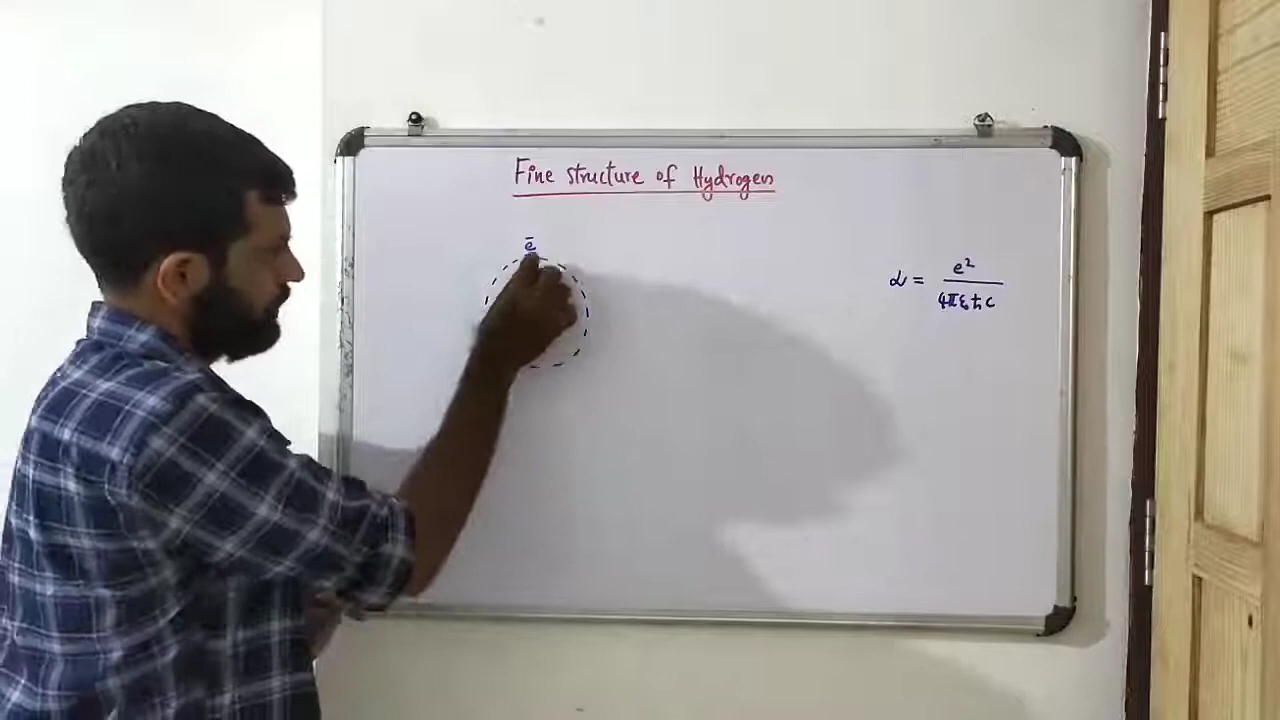 Fine structure of Hydrogen
ē
α = e² / 4πε₀ħc